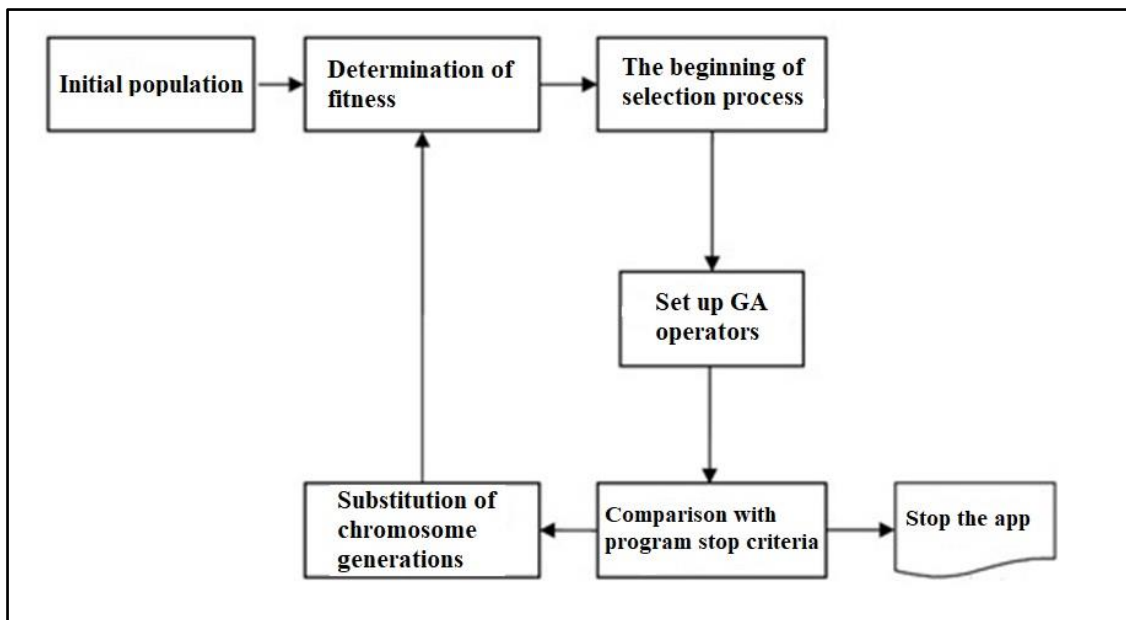 Initial population
Determination of
fitness
The beginning of
selection process
Set up GA
operators
Substitution of
chromosome
generations
Comparison with
program stop criteria
Stop the app